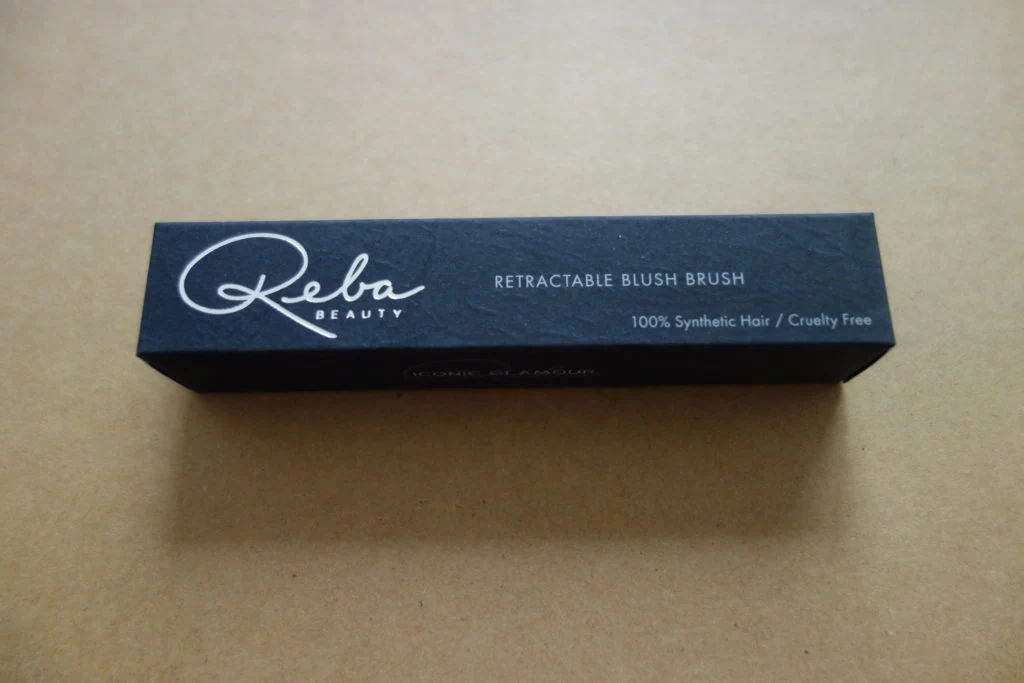 Reba
BEAUTY
RETRACTABLE BLUSH BRUSH
100% Synthetic Hair / Cruelty Free
ICONIC GLAMOUR